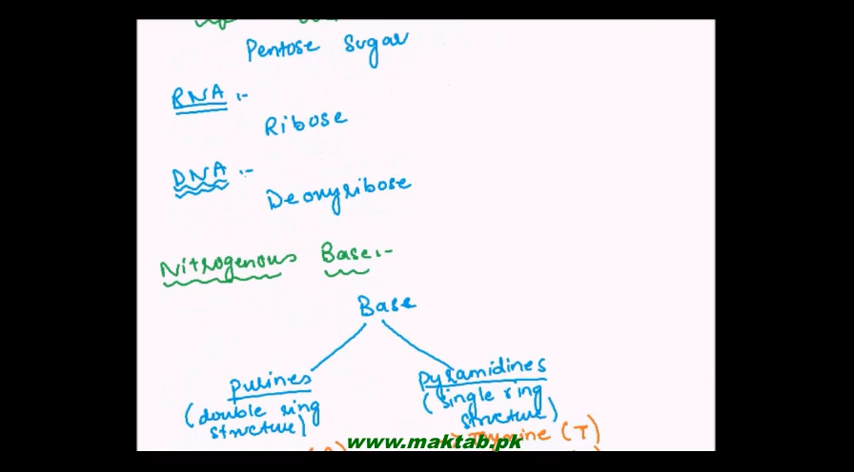 Pentose Sugar
RNA :-
Ribose
DNA :-
Deoxyribose
Nitrogenous Base :-
Base
Purines
(double ring
structure)
Pyramidines
(single ring
structure)
Thymine (T)
www.maktab.pk